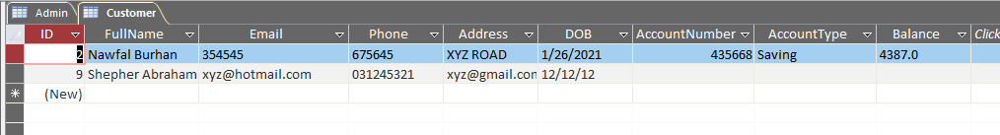 Admin Customer
ID FullName Email Phone Address DOB AccountNumber AccountType Balance Click
2 Nawfal Burhan 354545 675645 XYZ ROAD 1/26/2021 435668 Saving 4387.0
9 Shepher Abraham xyz@hotmail.com 031245321 xyz@gmail.con 12/12/12
* (New)